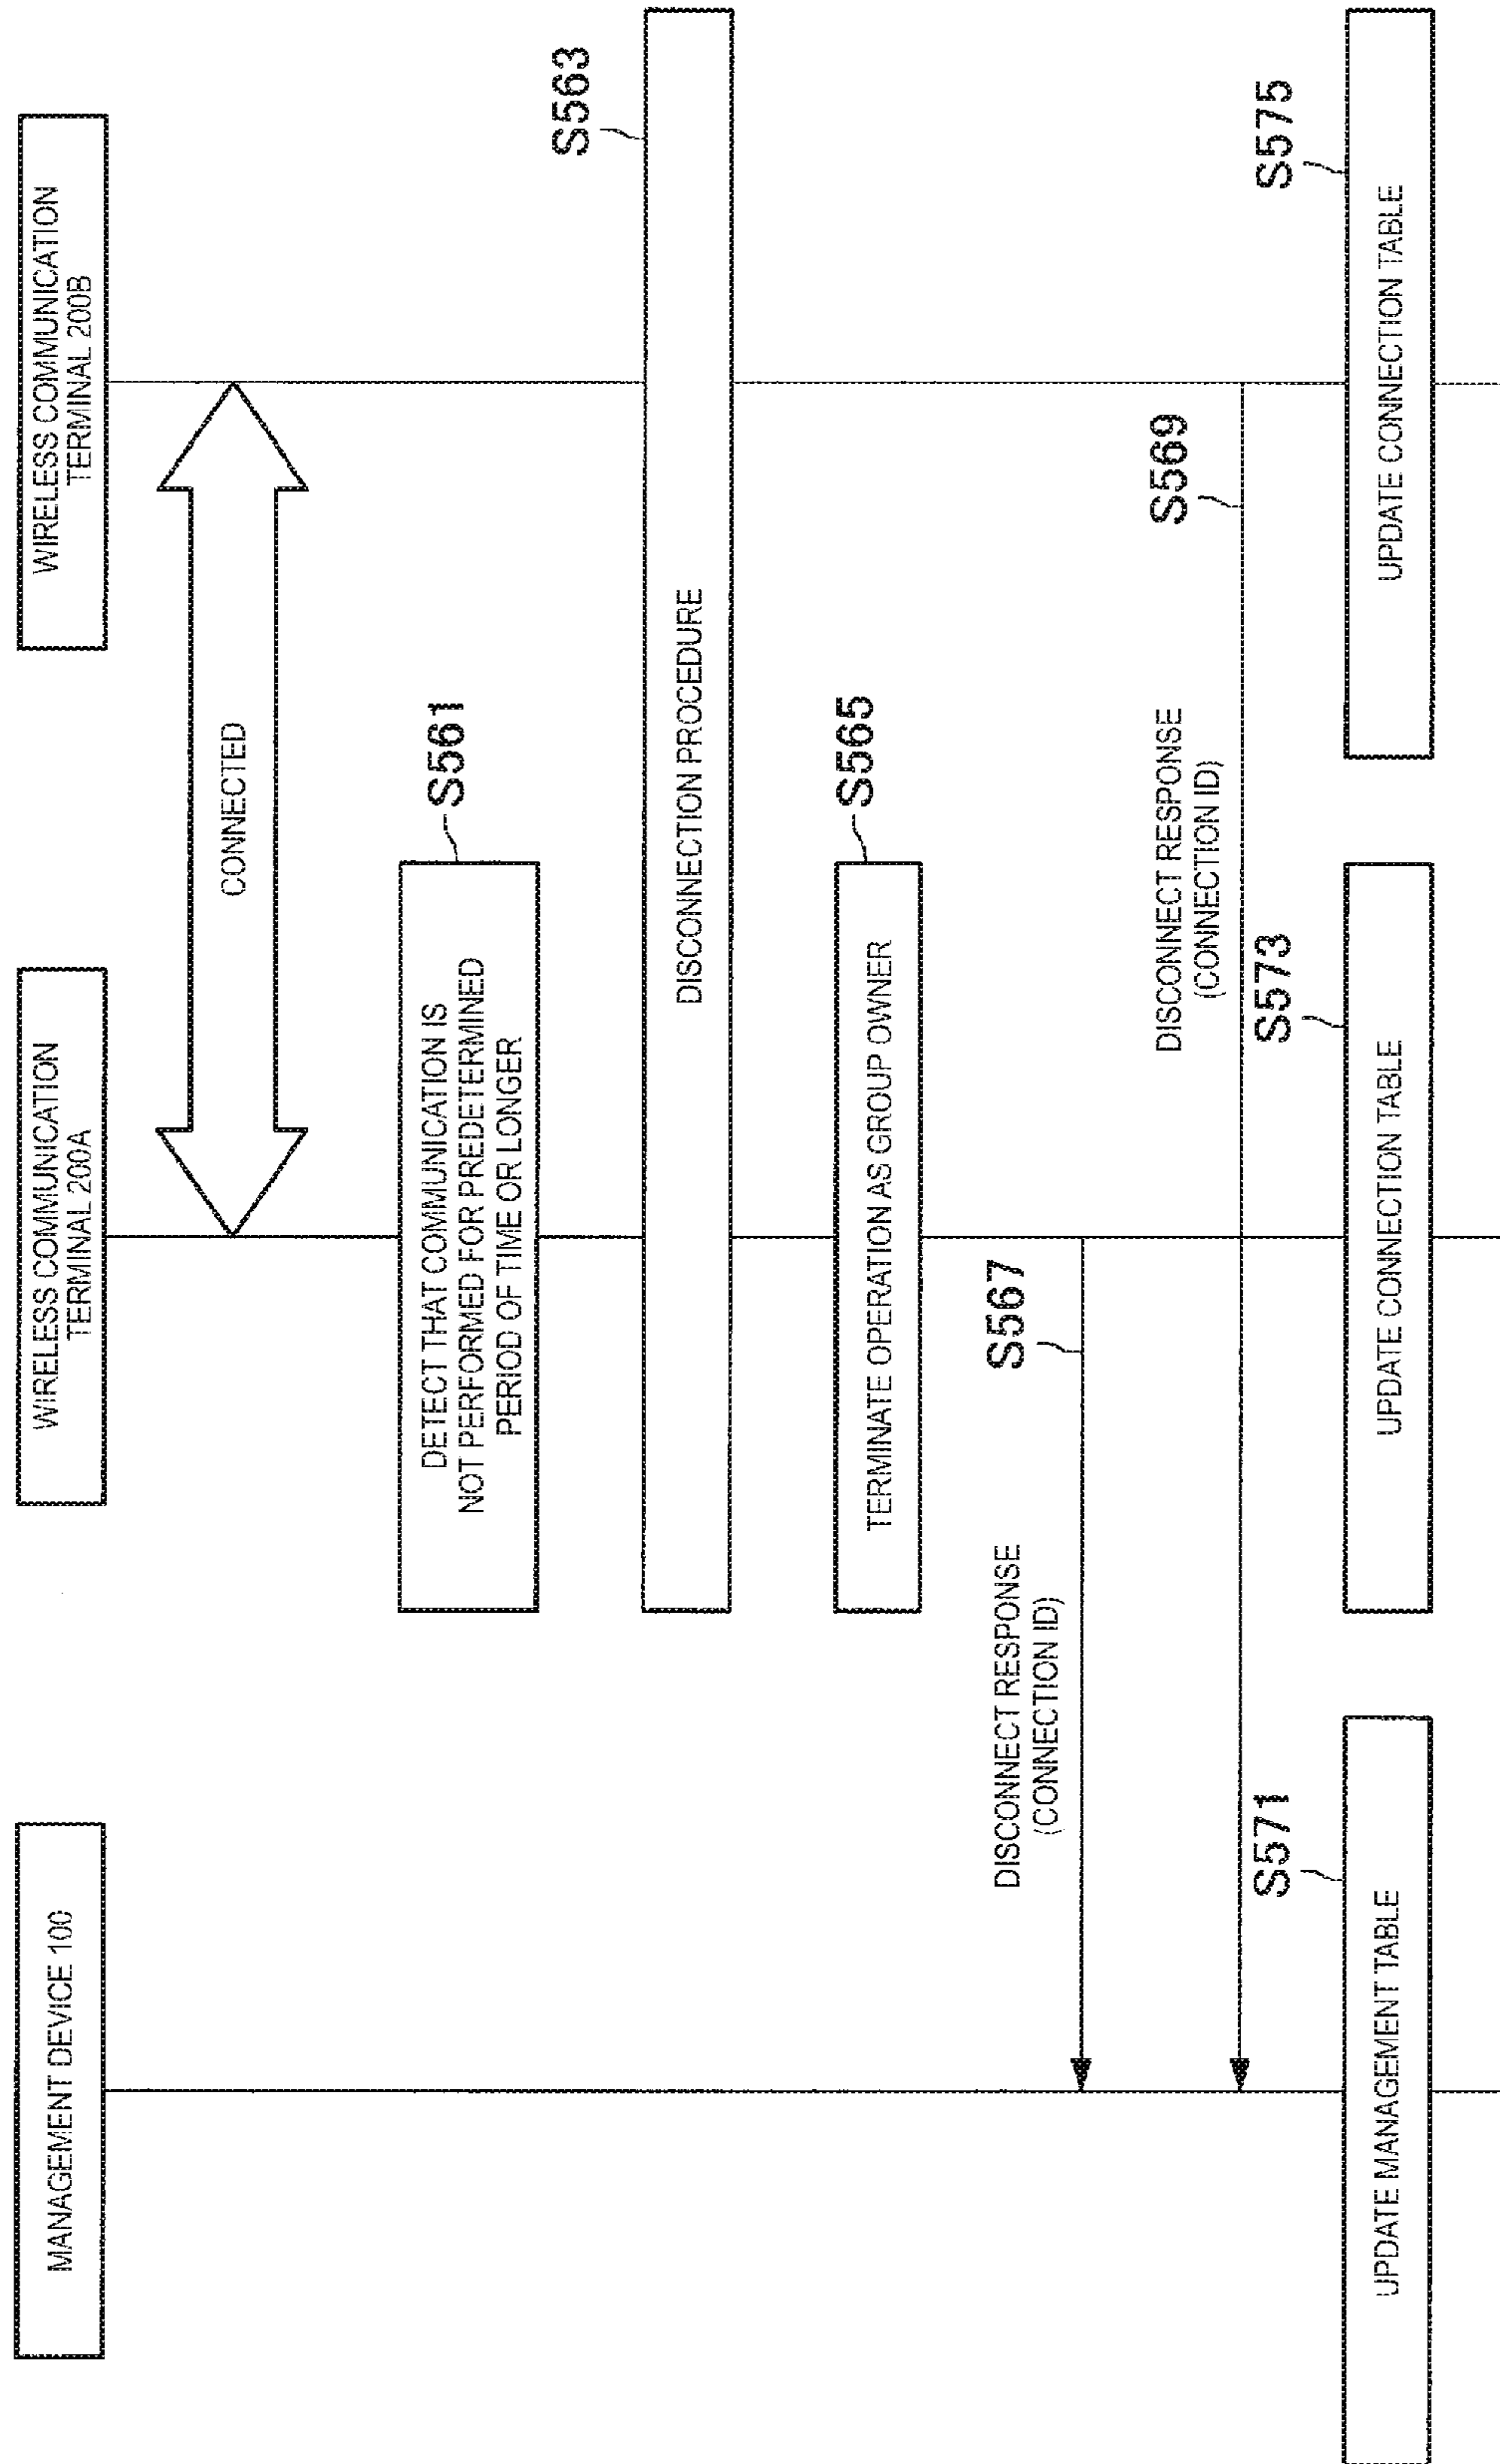 MANAGEMENT DEVICE 100
WIRELESS COMMUNICATION
TERMINAL 200A
WIRELESS COMMUNICATION
TERMINAL 200B
CONNECTED
DETECT THAT COMMUNICATION IS
NOT PERFORMED FOR PREDETERMINED
PERIOD OF TIME OR LONGER
S561
S563
DISCONNECTION PROCEDURE
TERMINATE OPERATION AS GROUP OWNER
S565
DISCONNECT RESPONSE
(CONNECTION ID)
S567
DISCONNECT RESPONSE
(CONNECTION ID)
S569
S571
UPDATE MANAGEMENT TABLE
S573
UPDATE CONNECTION TABLE
S575
UPDATE CONNECTION TABLE